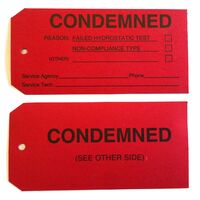 CONDEMNED
REASON: FAILED HYDROSTATIC TEST
NON-COMPLIANCE TYPE
(OTHER)
Service Agency Phone
Service Tech
CONDEMNED
(SEE OTHER SIDE)